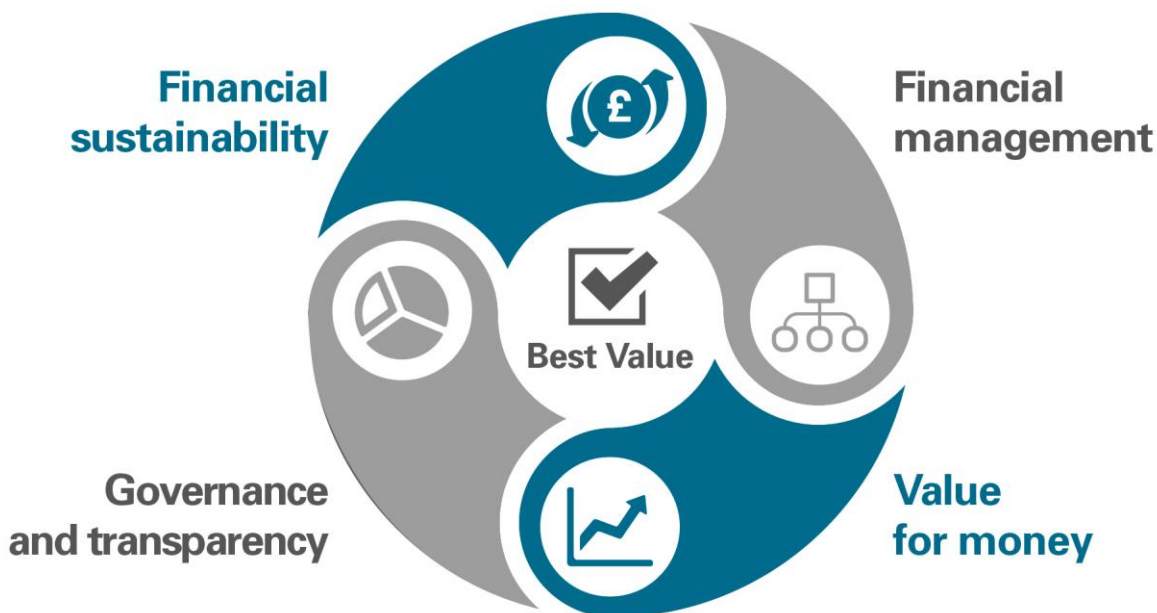 Financial
sustainability
£
Financial
management
Best Value
Governance
and transparency
Value
for money